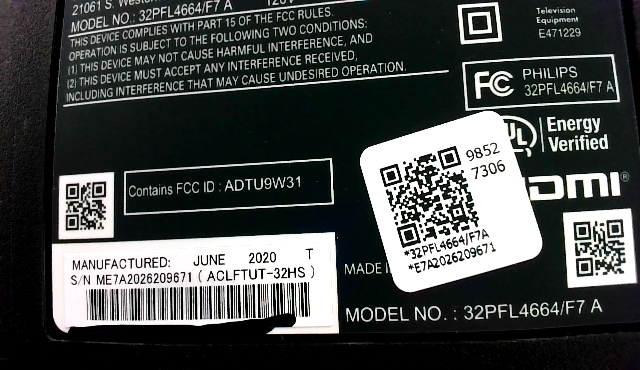 21061 S. Western
MODEL NO.: 32PFL4664/F7 A 120V
THIS DEVICE COMPLIES WITH PART 15 OF THE FCC RULES.
OPERATION IS SUBJECT TO THE FOLLOWING TWO CONDITIONS:
(1) THIS DEVICE MAY NOT CAUSE HARMFUL INTERFERENCE, AND
(2) THIS DEVICE MUST ACCEPT ANY INTERFERENCE RECEIVED,
INCLUDING INTERFERENCE THAT MAY CAUSE UNDESIRED OPERATION.
Television
Equipment
E471229
FC PHILIPS
32PFL4664/F7 A
UL Energy
Verified
Contains FCC ID : ADTU9W31
9852
7306
*32PFL4664/F7A
*E7A2026209671
DMI®
MANUFACTURED: JUNE 2020 T
S/N ME7A2026209671 ( ACLFTUT-32HS )
MADE I
MODEL NO. : 32PFL4664/F7 A